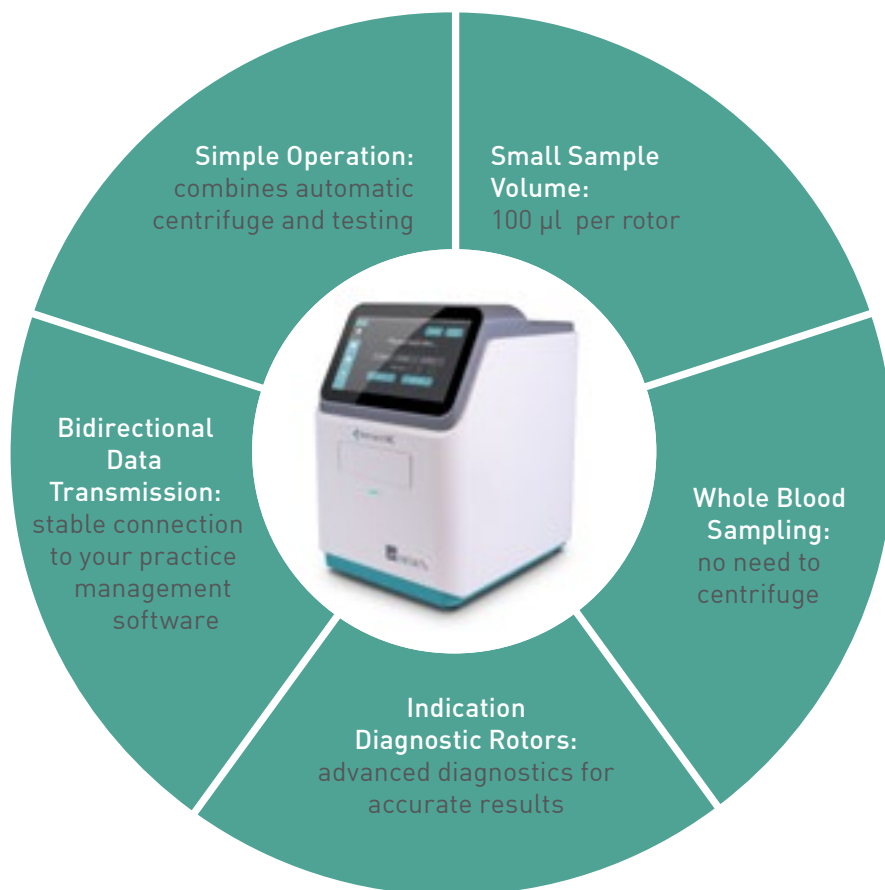 Simple Operation:
combines automatic
centrifuge and testing
Small Sample
Volume:
100 µl per rotor
Whole Blood
Sampling:
no need to
centrifuge
Indication
Diagnostic Rotors:
advanced diagnostics for
accurate results
Bidirectional
Data
Transmission:
stable connection
to your practice
management
software